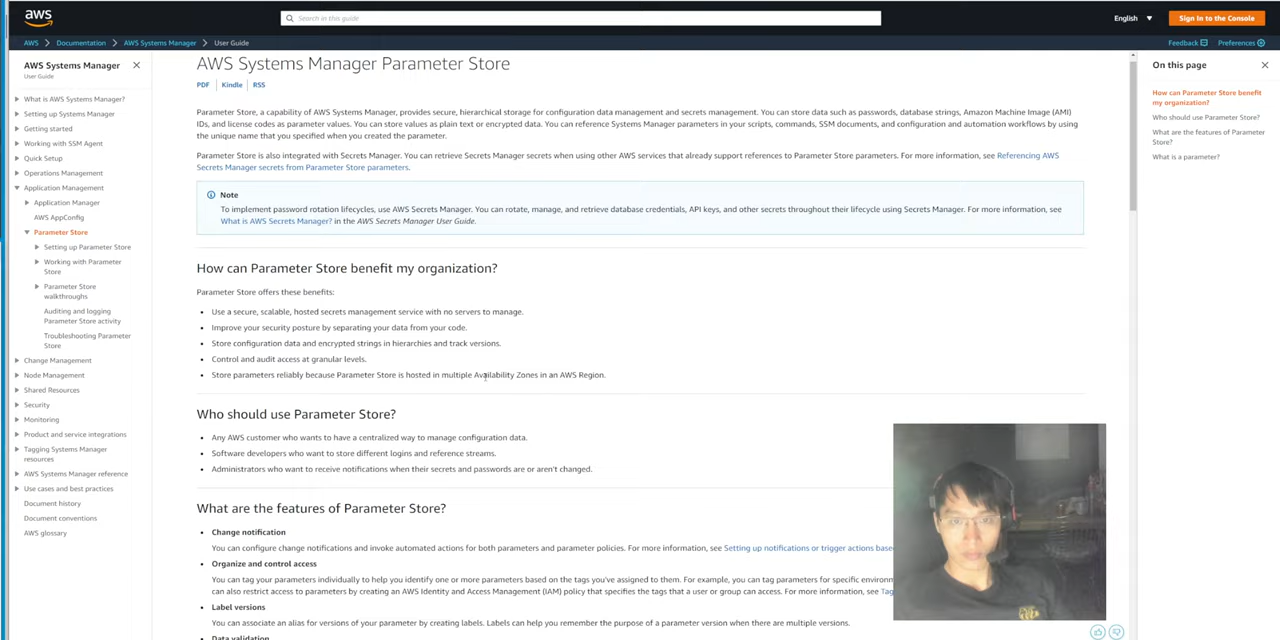 aws
Search in this guide
English
Sign In to the Console
AWS
Documentation
AWS Systems Manager
User Guide
Feedback
Preferences
AWS Systems Manager
User Guide
What is AWS Systems Manager?
Setting up Systems Manager
Getting started
Working with SSM Agent
Quick Setup
Operations Management
Application Management
Application Manager
AWS AppConfig
Parameter Store
Setting up Parameter Store
Working with Parameter
Store
Parameter Store
walkthroughs
Auditing and logging
Parameter Store activity
Troubleshooting Parameter
Store
Change Management
Node Management
Shared Resources
Security
Monitoring
Product and service integrations
Tagging Systems Manager
resources
AWS Systems Manager reference
Use cases and best practices
Document history
Document conventions
AWS glossary
AWS Systems Manager Parameter Store
PDF
Kindle
RSS
Parameter Store, a capability of AWS Systems Manager, provides secure, hierarchical storage for configuration data management and secrets management. You can store data such as passwords, database strings, Amazon Machine Image (AMI)
IDs, and license codes as parameter values. You can store values as plain text or encrypted data. You can reference Systems Manager parameters in your scripts, commands, SSM documents, and configuration and automation workflows by using
the unique name that you specified when you created the parameter.
Parameter Store is also integrated with Secrets Manager. You can retrieve Secrets Manager secrets when using other AWS services that already support references to Parameter Store parameters. For more information, see Referencing AWS
Secrets Manager secrets from Parameter Store parameters.
Note
To implement password rotation lifecycles, use AWS Secrets Manager. You can rotate, manage, and retrieve database credentials, API keys, and other secrets throughout their lifecycle using Secrets Manager. For more information, see
What is AWS Secrets Manager? in the AWS Secrets Manager User Guide.
How can Parameter Store benefit my organization?
Parameter Store offers these benefits:
• Use a secure, scalable, hosted secrets management service with no servers to manage.
• Improve your security posture by separating your data from your code.
• Store configuration data and encrypted strings in hierarchies and track versions.
• Control and audit access at granular levels.
• Store parameters reliably because Parameter Store is hosted in multiple Availability Zones in an AWS Region.
Who should use Parameter Store?
• Any AWS customer who wants to have a centralized way to manage configuration data.
• Software developers who want to store different logins and reference streams.
• Administrators who want to receive notifications when their secrets and passwords are or aren't changed.
What are the features of Parameter Store?
• Change notification
You can configure change notifications and invoke automated actions for both parameters and parameter policies. For more information, see Setting up notifications or trigger actions base
• Organize and control access
You can tag your parameters individually to help you identify one or more parameters based on the tags you've assigned to them. For example, you can tag parameters for specific environm
can also restrict access to parameters by creating an AWS Identity and Access Management (IAM) policy that specifies the tags that a user or group can access. For more information, see Tag
• Label versions
You can associate an alias for versions of your parameter by creating labels. Labels can help you remember the purpose of a parameter version when there are multiple versions.
• Data validation
On this page
How can Parameter Store benefit
my organization?
Who should use Parameter Store?
What are the features of Parameter
Store?
What is a parameter?